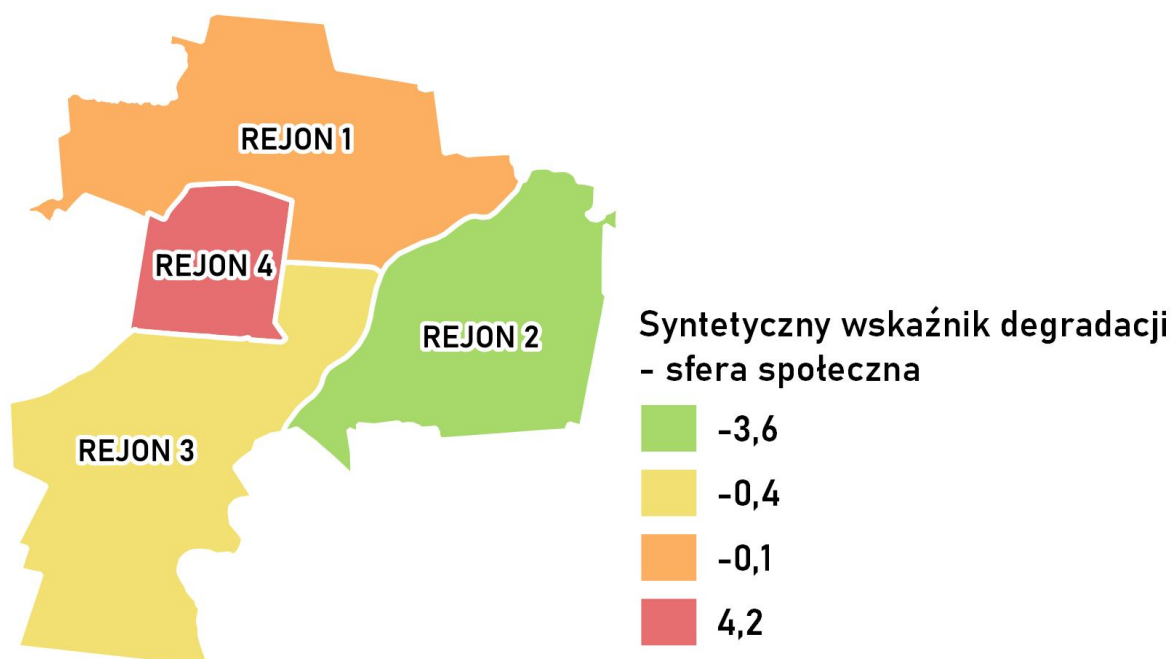 REJON 1
REJON 4
REJON 2
REJON 3
Syntetyczny wskaźnik degradacji
- sfera społeczna
-3,6
-0,4
-0,1
4,2